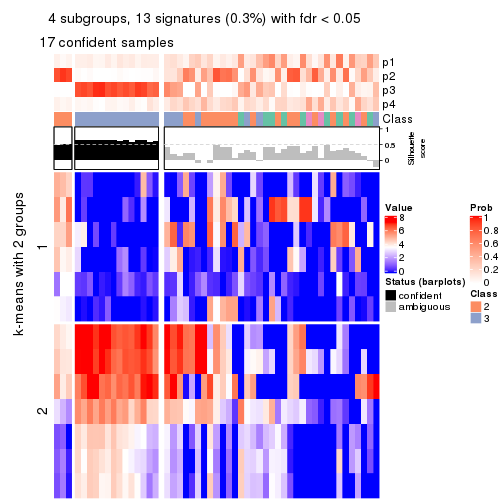 4 subgroups, 13 signatures (0.3%) with fdr < 0.05
17 confident samples
p1
p2
p3
p4
Class
1
0.5
0
Silhouette
score
k-means with 2 groups
1
2
Value
8
6
4
2
0
Status (barplots)
confident
ambiguous
Prob
1
0.8
0.6
0.4
0.2
0
Class
2
3